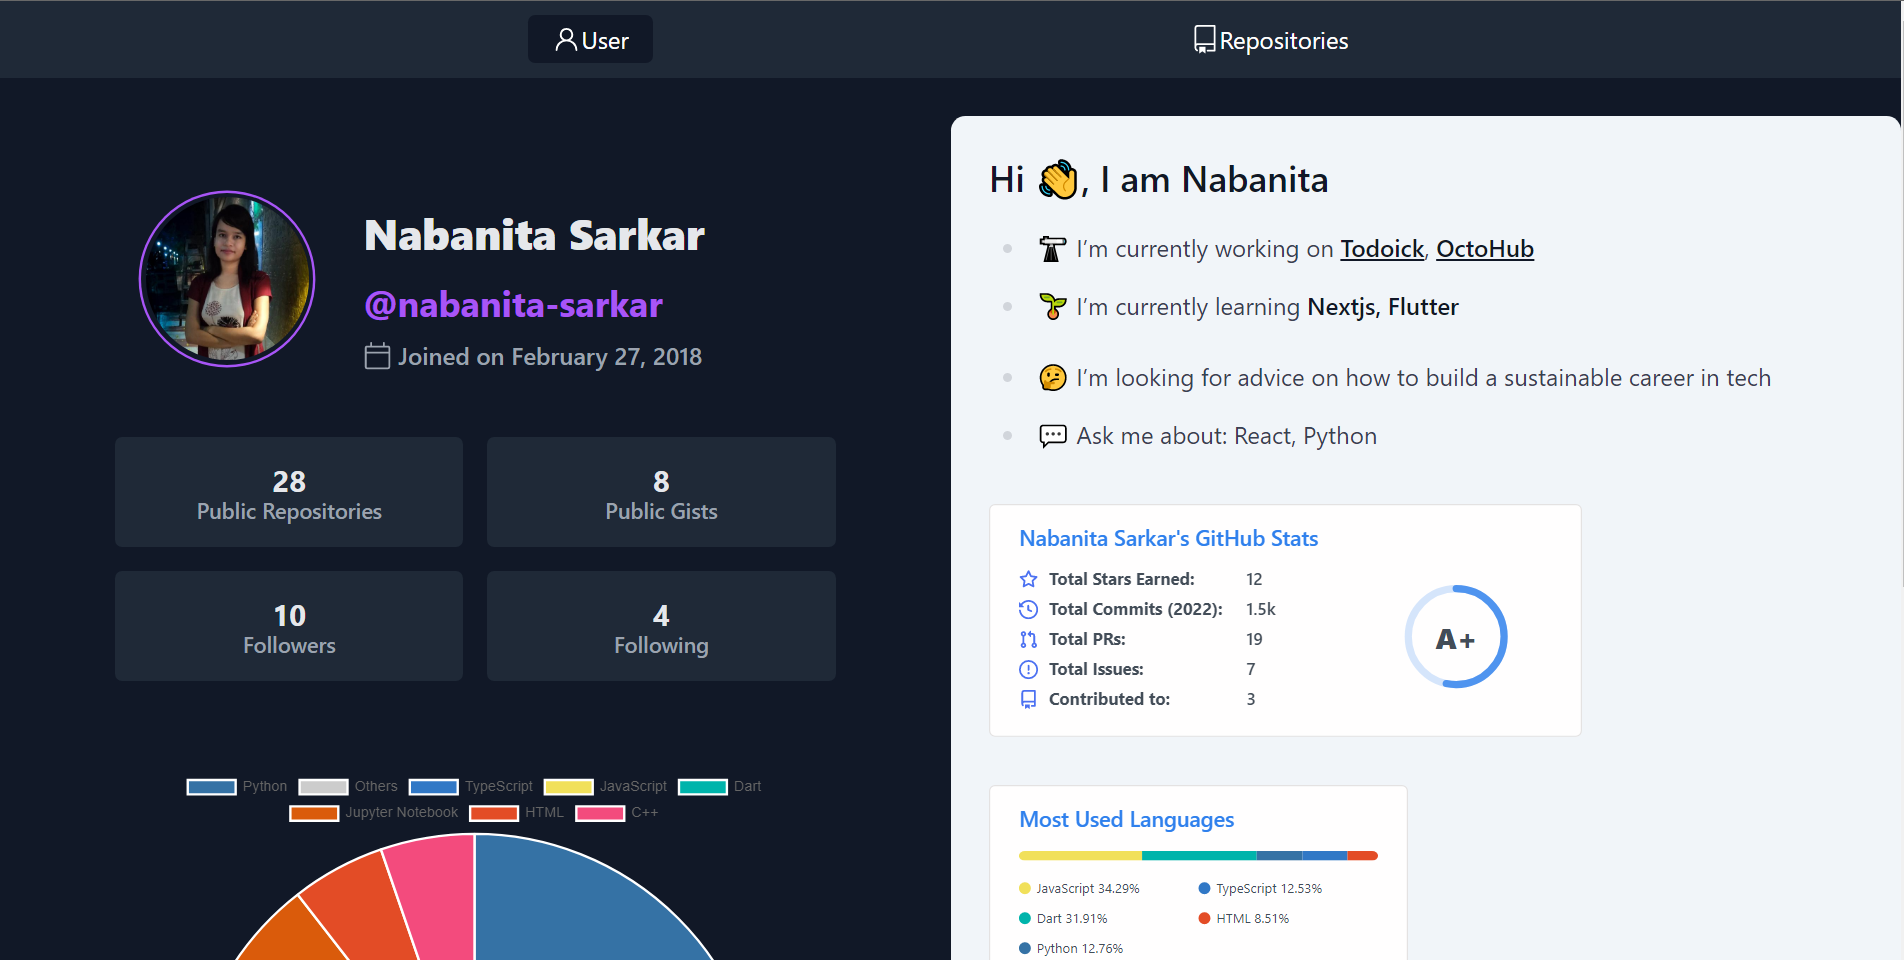 User
Repositories
Nabanita Sarkar
@nabanita-sarkar
Joined on February 27, 2018
28
Public Repositories
8
Public Gists
10
Followers
4
Following
Python
Others
TypeScript
JavaScript
Dart
Jupyter Notebook
HTML
C++
Hi 👋, I am Nabanita
🔭 I’m currently working on Todoick, OctoHub
🌱 I’m currently learning Nextjs, Flutter
🤔 I’m looking for advice on how to build a sustainable career in tech
💬 Ask me about: React, Python
Nabanita Sarkar's GitHub Stats
Total Stars Earned: 12
Total Commits (2022): 1.5k
Total PRs: 19
Total Issues: 7
Contributed to: 3
A+
Most Used Languages
JavaScript 34.29%
TypeScript 12.53%
Dart 31.91%
HTML 8.51%
Python 12.76%